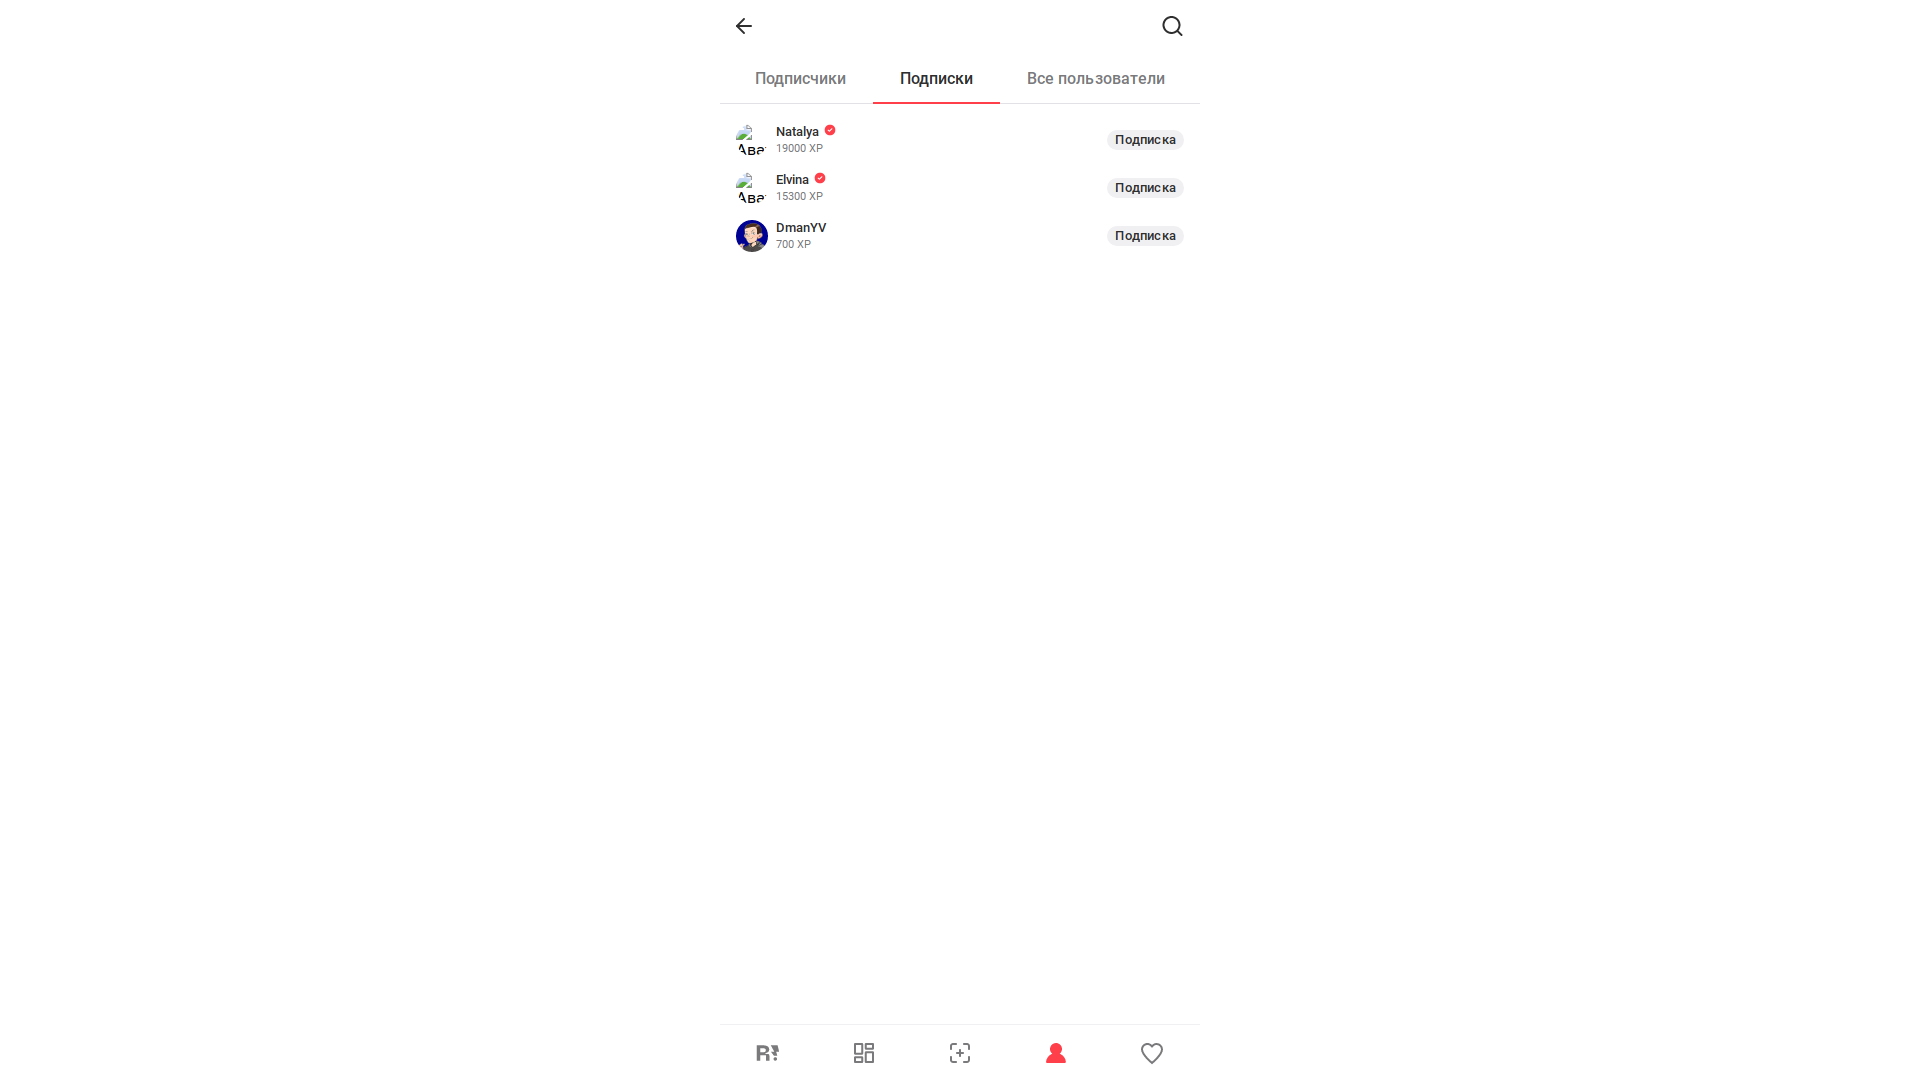 Подписчики Подписки Все пользователи
Natalya
Ава
19000 XP
Подписка
Elvina
Ава
15300 XP
Подписка
DmanYV
700 XP
Подписка
R